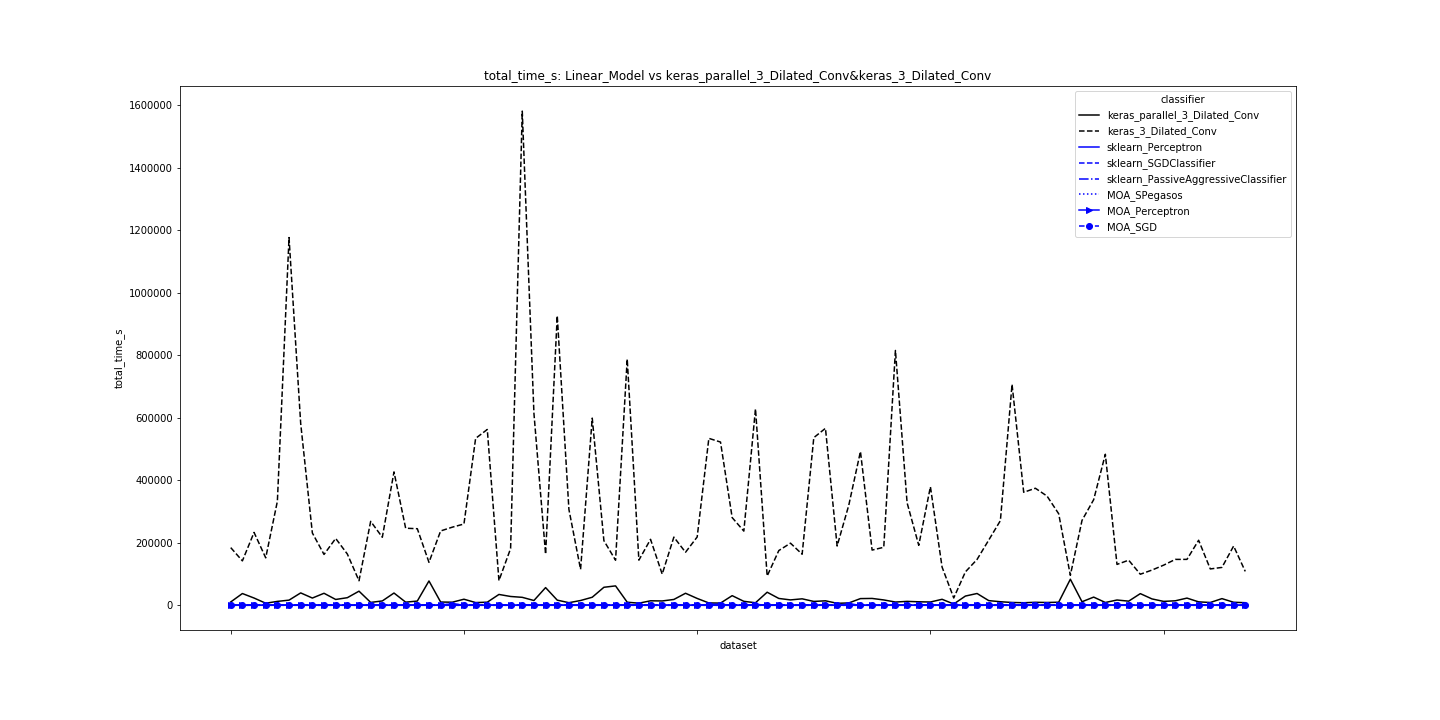 total_time_s: Linear_Model vs keras_parallel_3_Dilated_Conv&keras_3_Dilated_Conv
classifier
keras_parallel_3_Dilated_Conv
keras_3_Dilated_Conv
sklearn_Perceptron
sklearn_SGDClassifier
sklearn_PassiveAggressiveClassifier
MOA_SPegasos
MOA_Perceptron
MOA_SGD
total_time_s
1600000
1400000
1200000
1000000
800000
600000
400000
200000
0
dataset